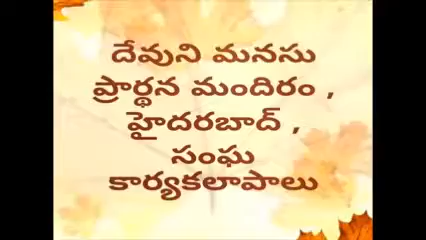 దేవుని మనసు
ప్రార్థన మందిరం ,
హైదరబాద్ ,
సంఘ
కార్యకలాపాలు